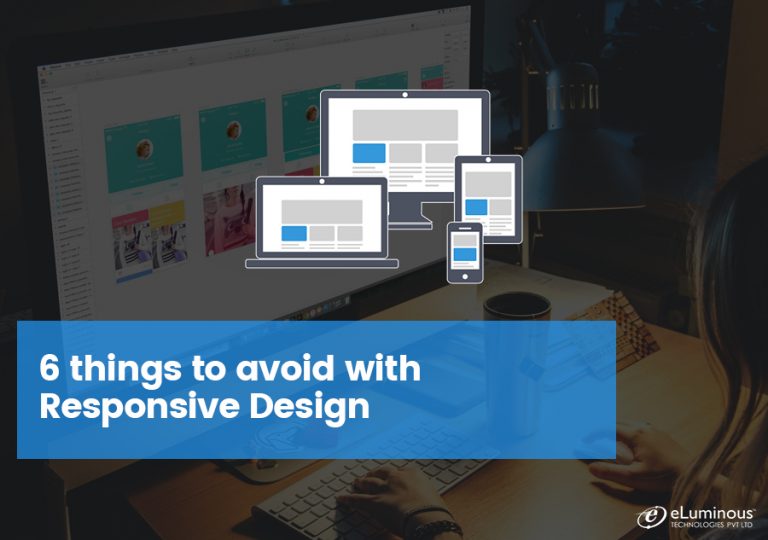 6 things to avoid with
Responsive Design
eLuminous
TECHNOLOGIES PVT LTD